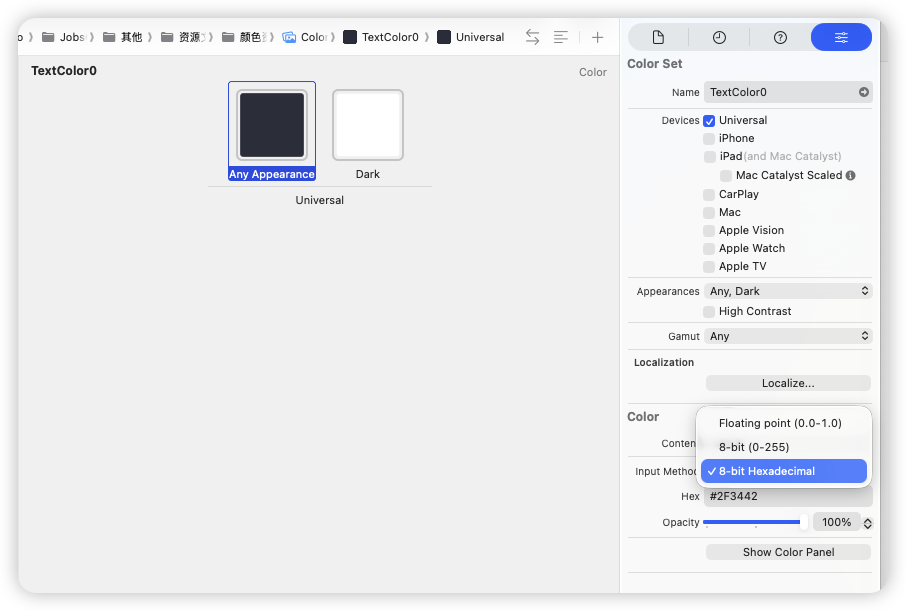 Jobs
其他
资源
颜色
Color
TextColor0
Universal
TextColor0
Color
Any Appearance
Dark
Universal
Color Set
Name TextColor0
Devices Universal
iPhone
iPad (and Mac Catalyst)
Mac Catalyst Scaled
CarPlay
Mac
Apple Vision
Apple Watch
Apple TV
Appearances Any, Dark
High Contrast
Gamut Any
Localization
Localize...
Color
Floating point (0.0-1.0)
Conten 8-bit (0-255)
Input Metho ✓ 8-bit Hexadecimal
Hex #2F3442
Opacity 100%
Show Color Panel